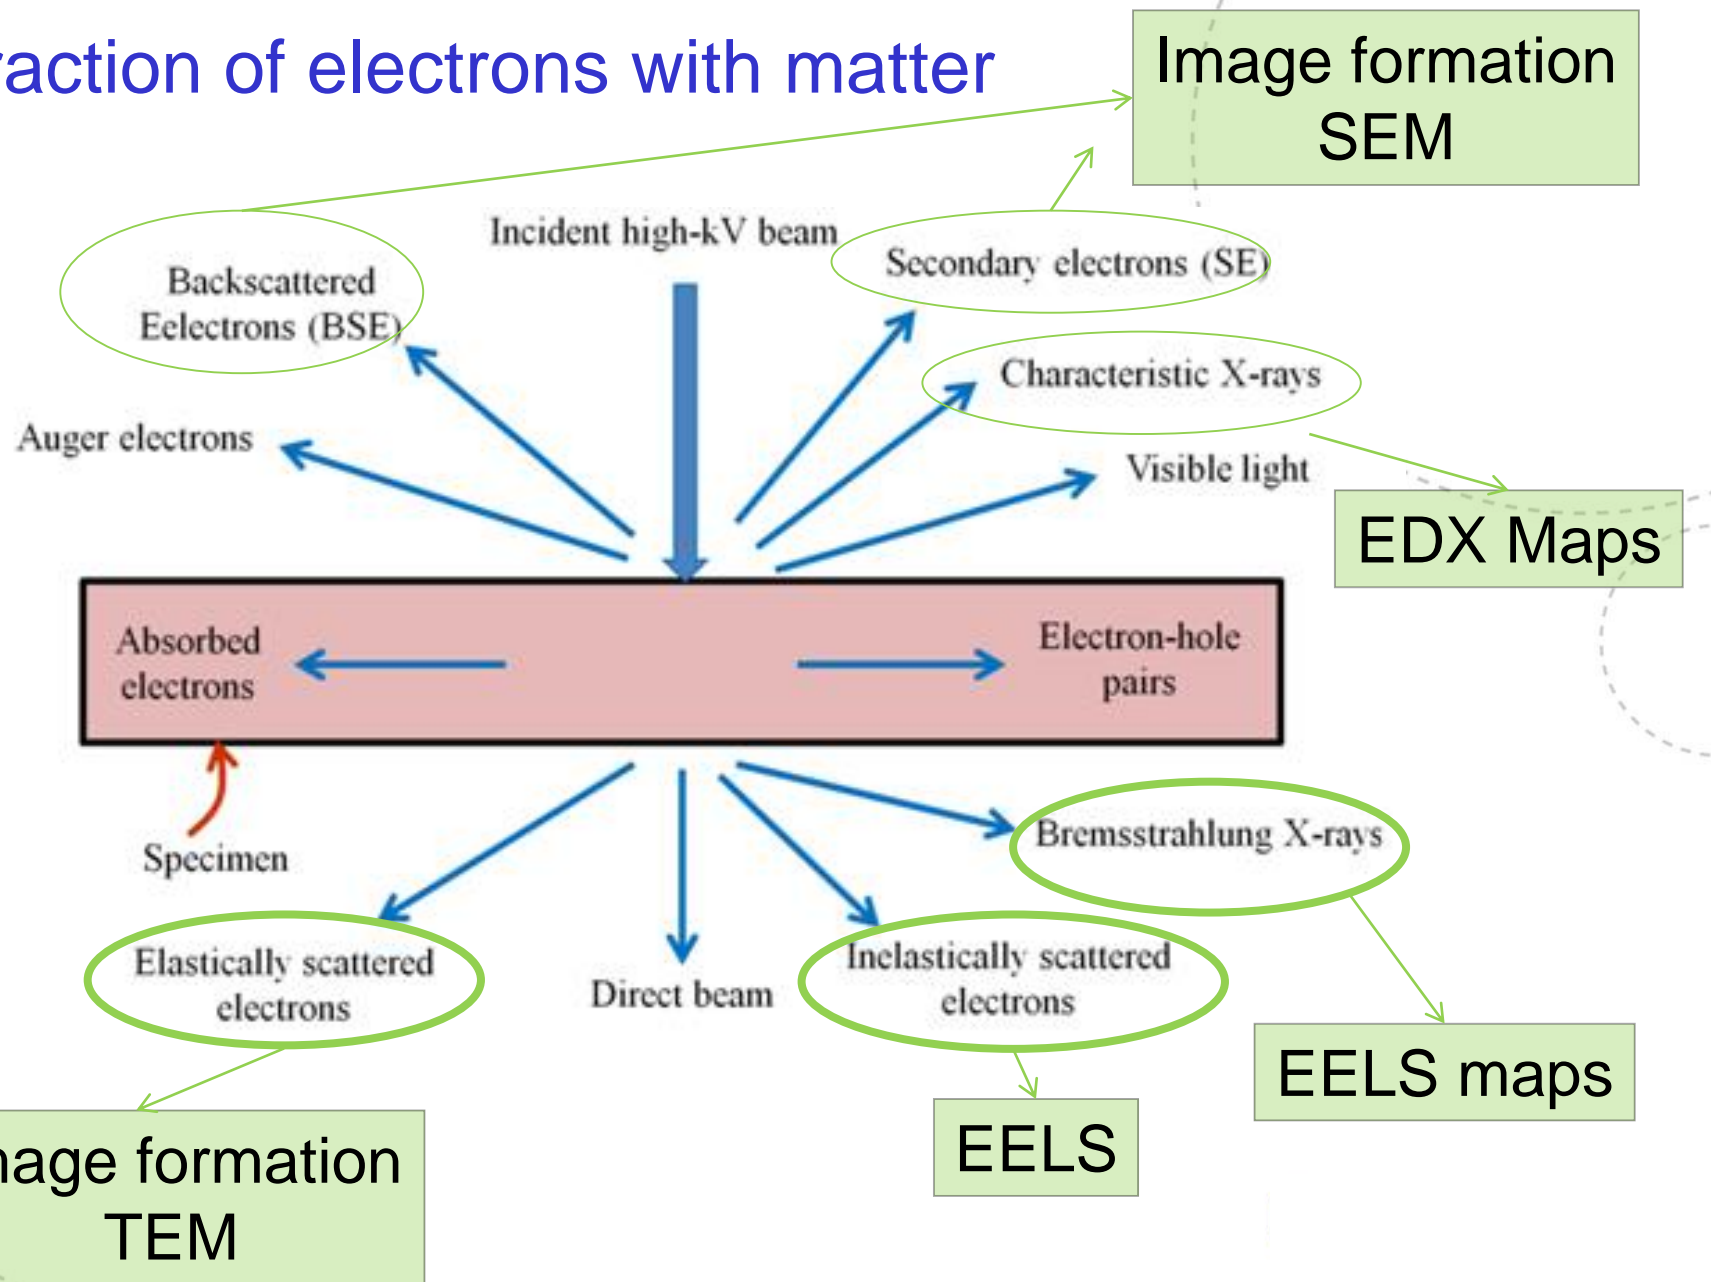 raction of electrons with matter
Image formation
SEM
Incident high-kV beam
Backscattered
Eelectrons (BSE)
Secondary electrons (SE)
Characteristic X-rays
Auger electrons
Visible light
EDX Maps
Absorbed
electrons
Electron-hole
pairs
Specimen
Bremsstrahlung X-rays
Elastically scattered
electrons
Direct beam
Inelastically scattered
electrons
EELS maps
EELS
nage formation
TEM